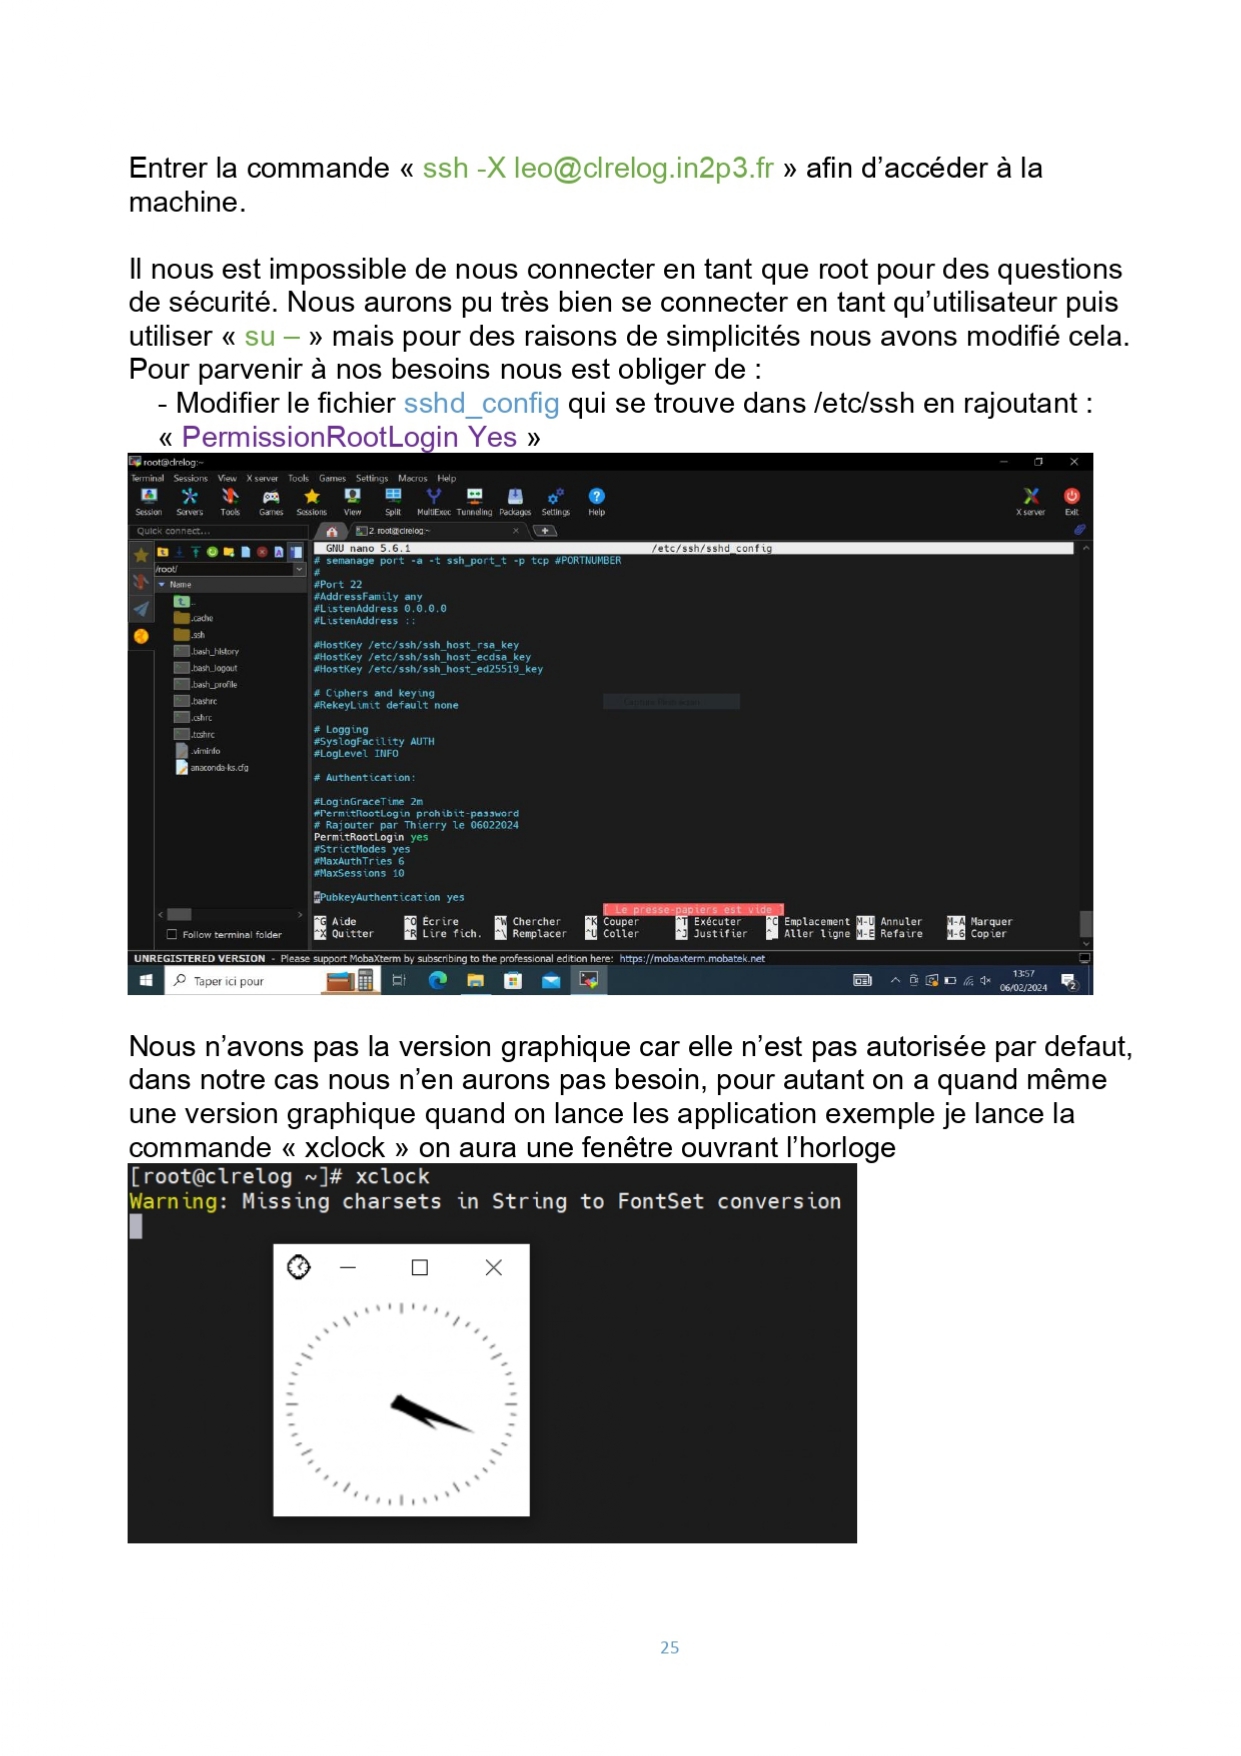 Entrer la commande « ssh -X leo@clrelog.in2p3.fr » afin d’accéder à la
machine.
Il nous est impossible de nous connecter en tant que root pour des questions
de sécurité. Nous aurons pu très bien se connecter en tant qu’utilisateur puis
utiliser « su – » mais pour des raisons de simplicités nous avons modifié cela.
Pour parvenir à nos besoins nous est obliger de :
- Modifier le fichier sshd_config qui se trouve dans /etc/ssh en rajoutant :
« PermissionRootLogin Yes »
root@clrelog:~
Terminal Sessions View X server Tools Games Settings Macros Help
Session Servers Tools Games Sessions View Split MultiExec Tunneling Packages Settings Help X server Exit
Quick connect...
2. root@clrelog:~
/root/
Name
..
.cache
.ssh
.bash_history
.bash_logout
.bash_profile
.bashrc
.cshrc
.tcshrc
.viminfo
anaconda-ks.cfg
Follow terminal folder
GNU nano 5.6.1 /etc/ssh/sshd_config
# semanage port -a -t ssh_port_t -p tcp #PORTNUMBER
#
#Port 22
#AddressFamily any
#ListenAddress 0.0.0.0
#ListenAddress ::
#HostKey /etc/ssh/ssh_host_rsa_key
#HostKey /etc/ssh/ssh_host_ecdsa_key
#HostKey /etc/ssh/ssh_host_ed25519_key
# Ciphers and keying
#RekeyLimit default none
# Logging
#SyslogFacility AUTH
#LogLevel INFO
# Authentication:
#LoginGraceTime 2m
#PermitRootLogin prohibit-password
# Rajouter par Thierry le 06022024
PermitRootLogin yes
#StrictModes yes
#MaxAuthTries 6
#MaxSessions 10
#PubkeyAuthentication yes
[ Le presse-papiers est vide ]
^G Aide ^O Écrire ^W Chercher ^K Couper ^T Exécuter ^C Emplacement M-U Annuler M-A Marquer
^X Quitter ^R Lire fich. ^\ Remplacer ^U Coller ^J Justifier ^_ Aller ligne M-E Refaire M-6 Copier
UNREGISTERED VERSION - Please support MobaXterm by subscribing to the professional edition here: https://mobaxterm.mobatek.net
Taper ici pour
13:57
06/02/2024
2
Nous n’avons pas la version graphique car elle n’est pas autorisée par defaut,
dans notre cas nous n’en aurons pas besoin, pour autant on a quand même
une version graphique quand on lance les application exemple je lance la
commande « xclock » on aura une fenêtre ouvrant l’horloge
[root@clrelog ~]# xclock
Warning: Missing charsets in String to FontSet conversion
25